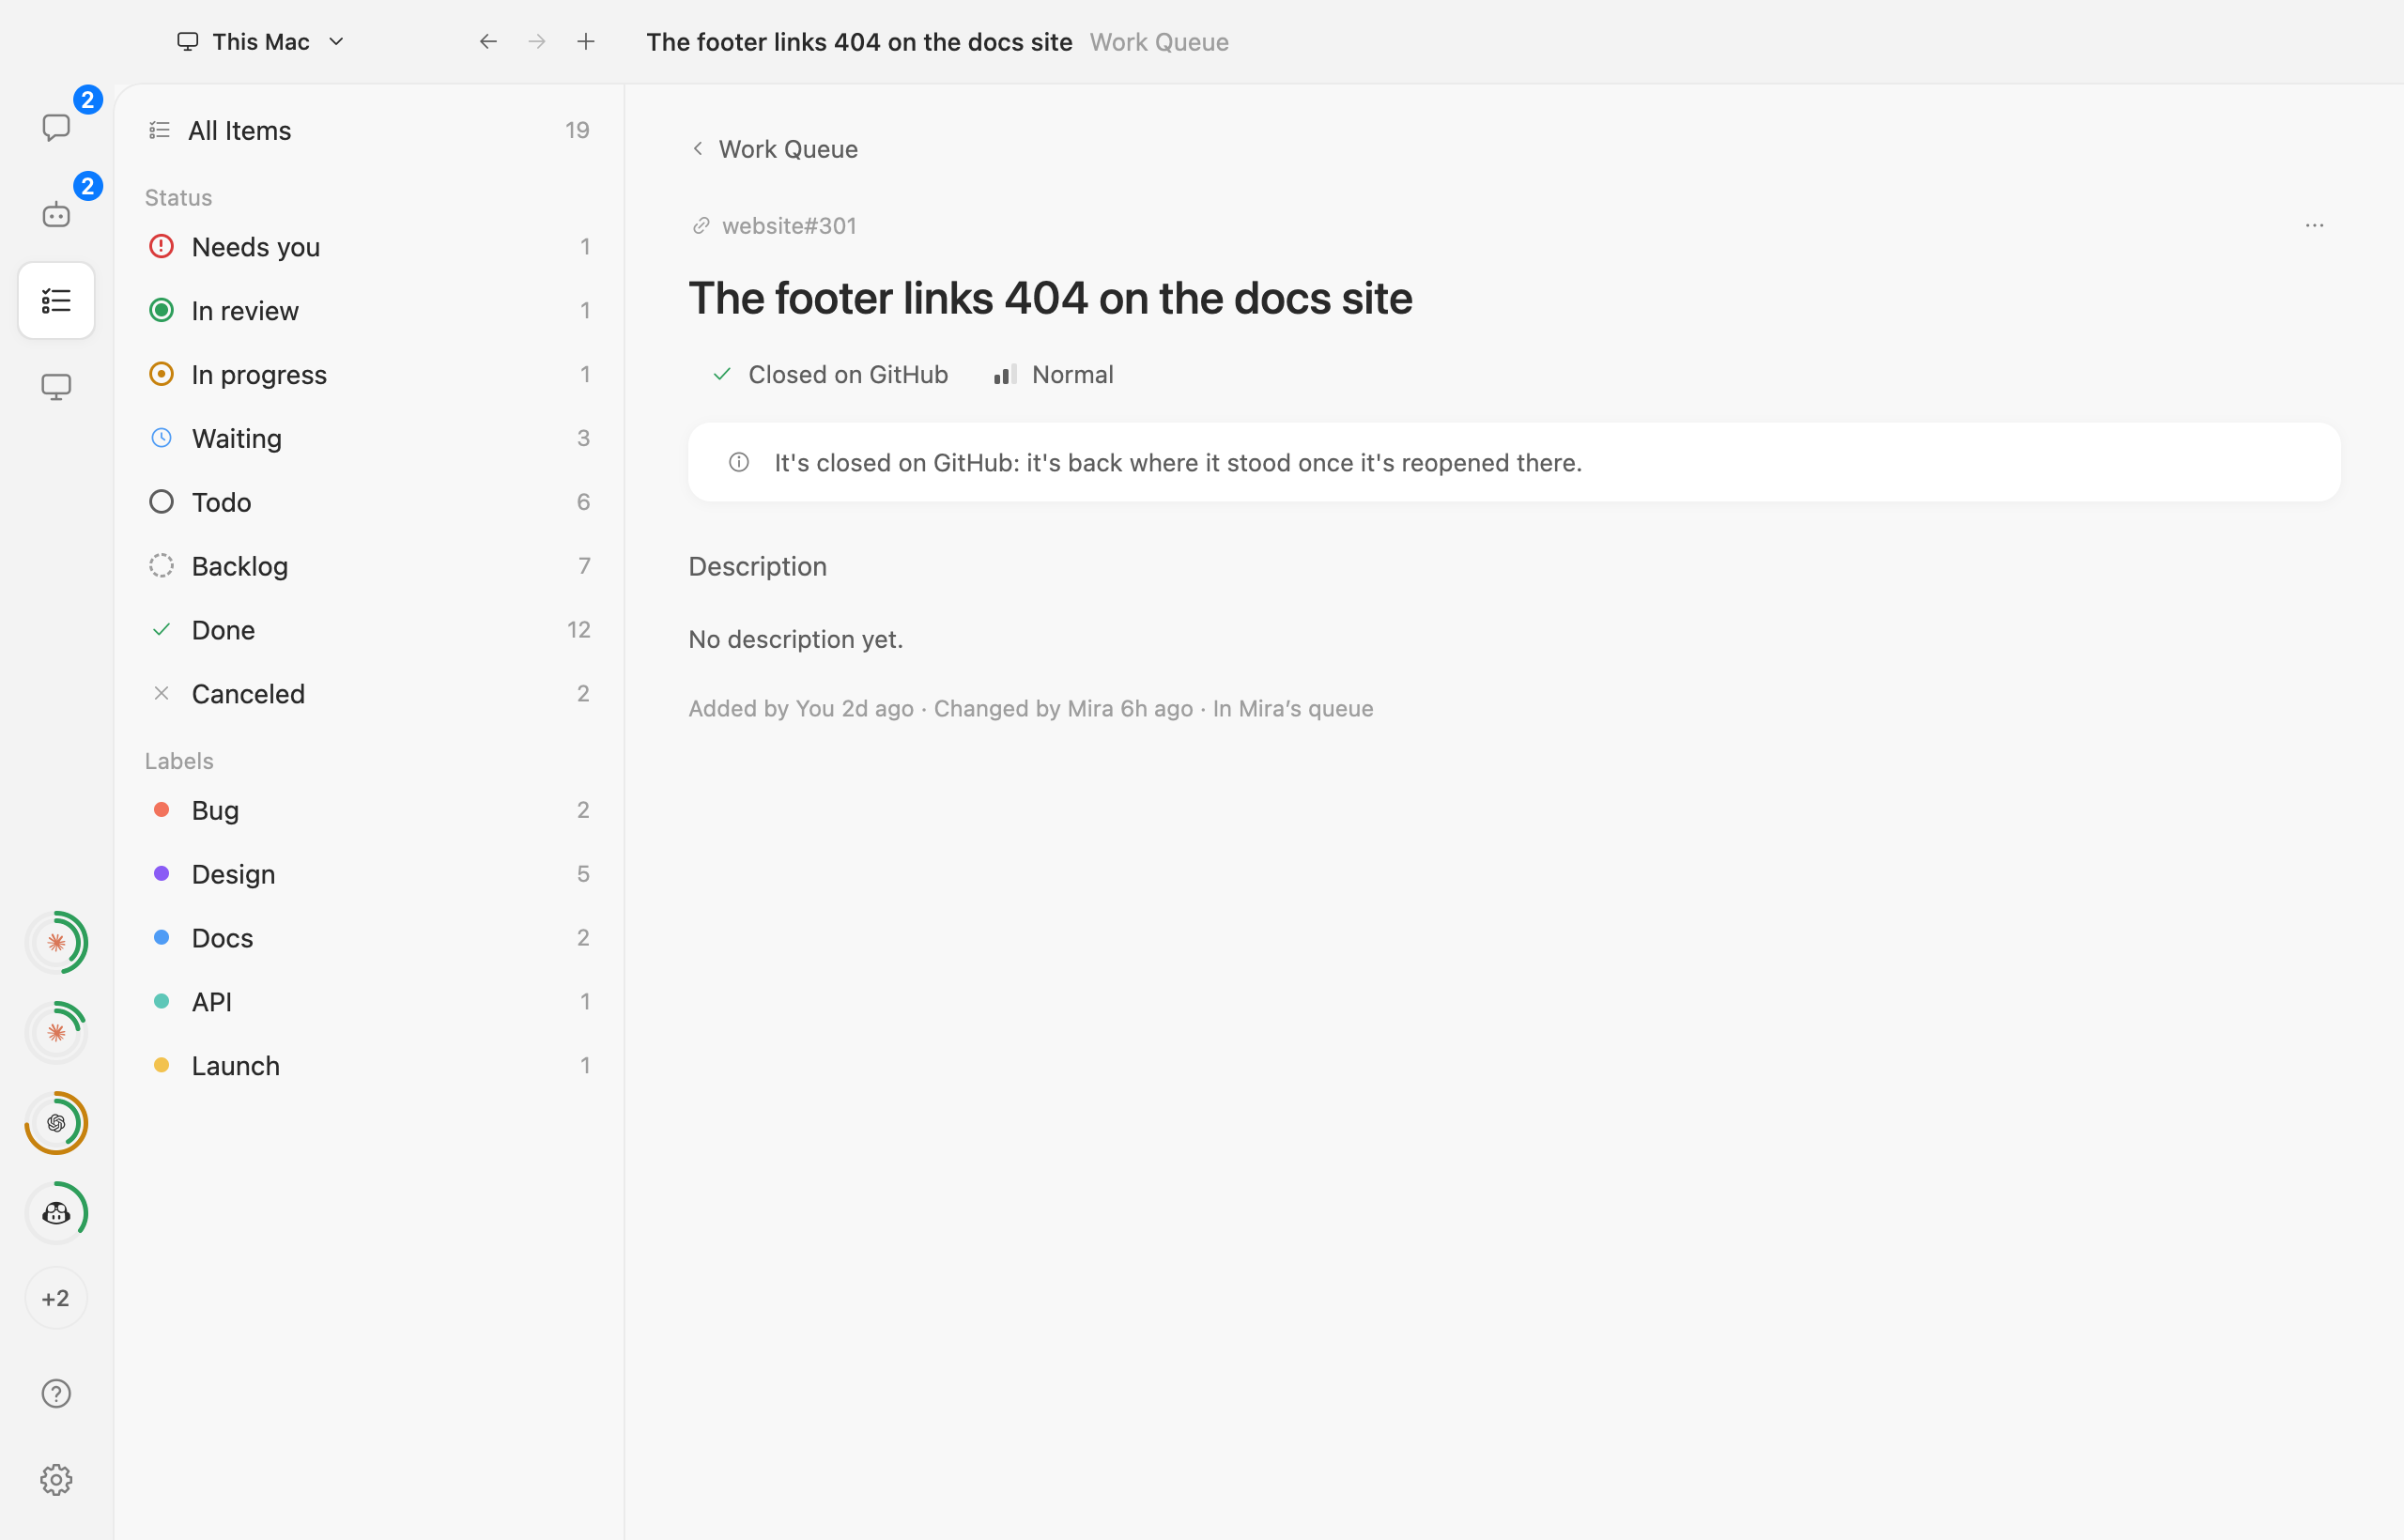 This Mac
The footer links 404 on the docs site Work Queue
2
2
All Items 19
Status
Needs you 1
In review 1
In progress 1
Waiting 3
Todo 6
Backlog 7
Done 12
Canceled 2
Labels
Bug 2
Design 5
Docs 2
API 1
Launch 1
+2
Work Queue
website#301
The footer links 404 on the docs site
Closed on GitHub Normal
It's closed on GitHub: it's back where it stood once it's reopened there.
Description
No description yet.
Added by You 2d ago · Changed by Mira 6h ago · In Mira’s queue